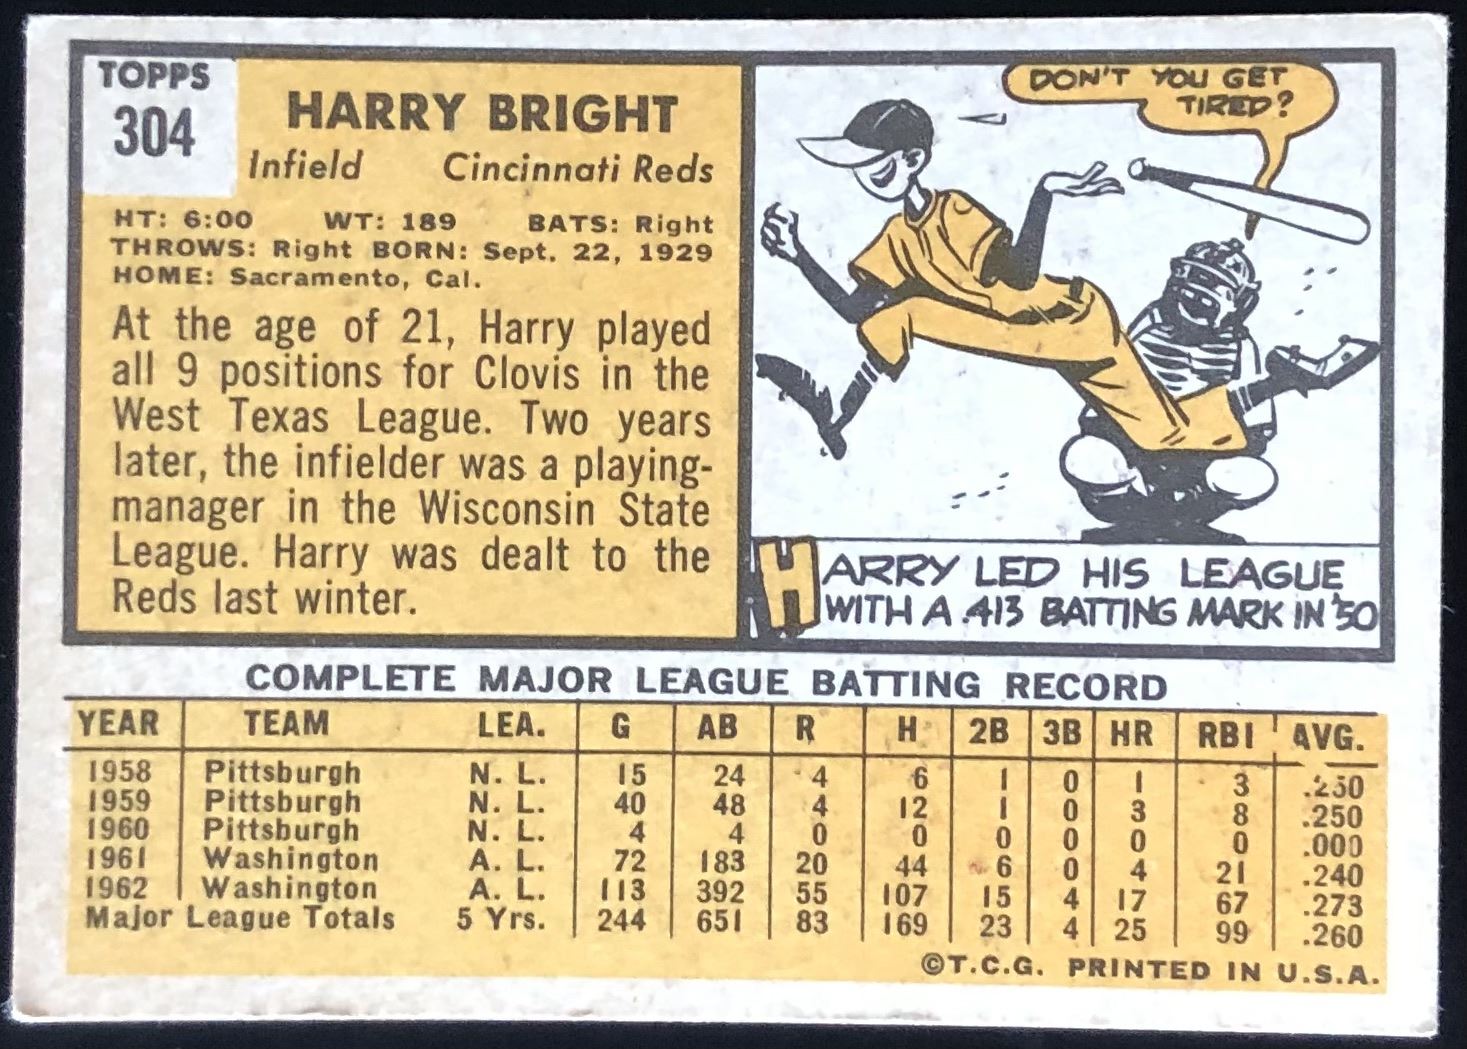 TOPPS
304
HARRY BRIGHT
Infield Cincinnati Reds
HT: 6:00 WT: 189 BATS: Right
THROWS: Right BORN: Sept. 22, 1929
HOME: Sacramento, Cal.
At the age of 21, Harry played
all 9 positions for Clovis in the
West Texas League. Two years
later, the infielder was a playing-
manager in the Wisconsin State
League. Harry was dealt to the
Reds last winter.
DON'T YOU GET
TIRED?
HARRY LED HIS LEAGUE
WITH A .413 BATTING MARK IN '50
COMPLETE MAJOR LEAGUE BATTING RECORD
YEAR TEAM LEA. G AB R H 2B 3B HR RBI AVG.
1958 Pittsburgh N. L. 15 24 4 6 1 0 1 3 .250
1959 Pittsburgh N. L. 40 48 4 12 1 0 3 8 .250
1960 Pittsburgh N. L. 4 4 0 0 0 0 0 0 .000
1961 Washington A. L. 72 183 20 44 6 0 4 21 .240
1962 Washington A. L. 113 392 55 107 15 4 17 67 .273
Major League Totals 5 Yrs. 244 651 83 169 23 4 25 99 .260
©T.C.G. PRINTED IN U.S.A.